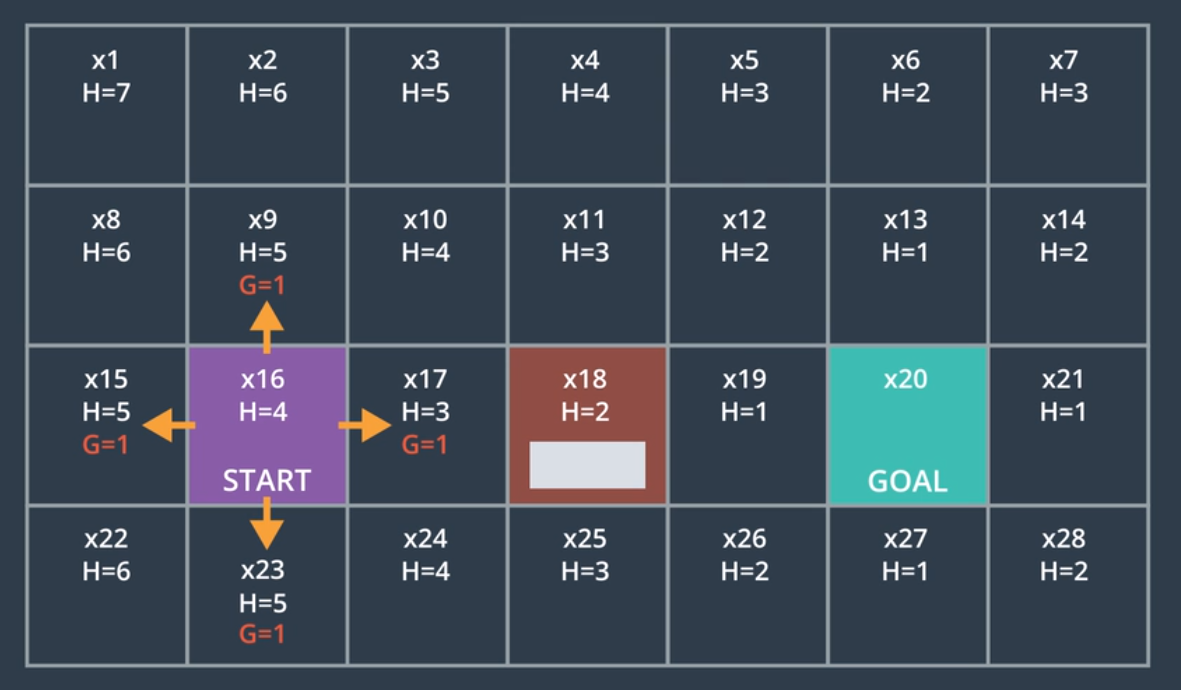 x1
H=7
x2
H=6
x3
H=5
x4
H=4
x5
H=3
x6
H=2
x7
H=3
x8
H=6
x9
H=5
G=1
x10
H=4
x11
H=3
x12
H=2
x13
H=1
x14
H=2
x15
H=5
G=1
x16
H=4
START
x17
H=3
G=1
x18
H=2
x19
H=1
x20
GOAL
x21
H=1
x22
H=6
x23
H=5
G=1
x24
H=4
x25
H=3
x26
H=2
x27
H=1
x28
H=2